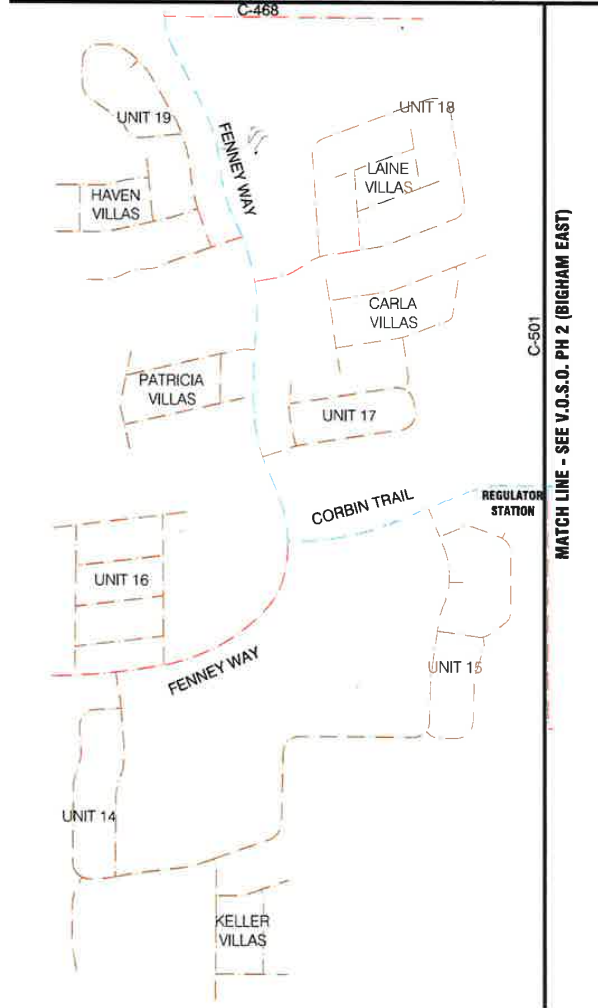 C-468
UNIT 18
UNIT 19
FENNEY WAY
LAINE
VILLAS
HAVEN
VILLAS
CARLA
VILLAS
C-501
MATCH LINE - SEE V.O.S.O. PH 2 (BIGHAM EAST)
PATRICIA
VILLAS
UNIT 17
CORBIN TRAIL
REGULATOR
STATION
UNIT 16
FENNEY WAY
UNIT 15
UNIT 14
KELLER
VILLAS